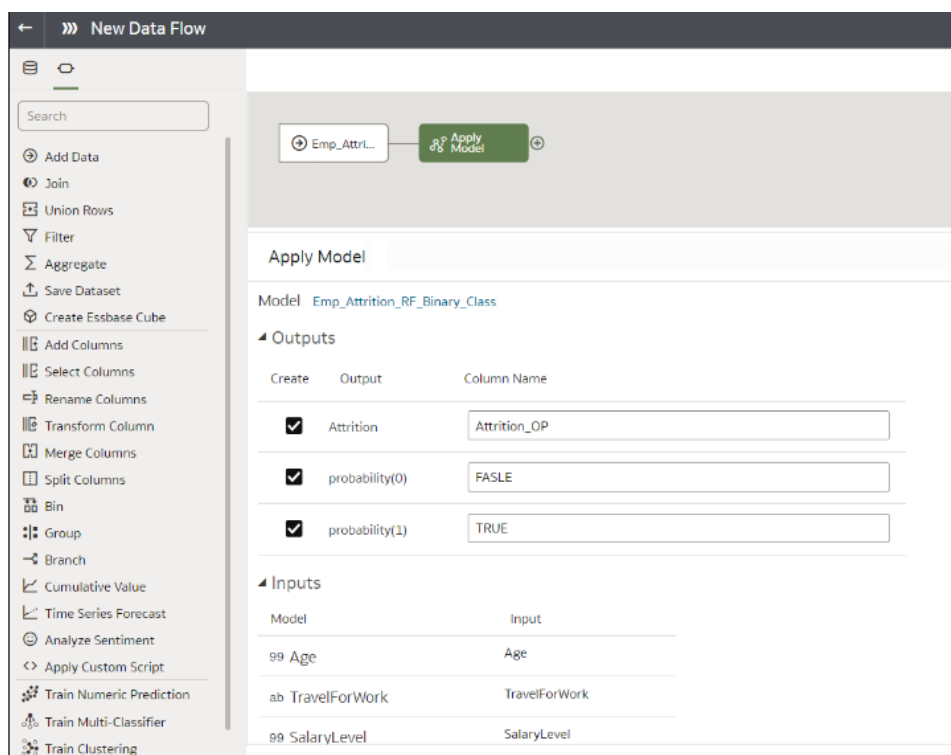 New Data Flow
Search
Add Data
Join
Union Rows
Filter
Aggregate
Save Dataset
Create Essbase Cube
Add Columns
Select Columns
Rename Columns
Transform Column
Merge Columns
Split Columns
Bin
Group
Branch
Cumulative Value
Time Series Forecast
Analyze Sentiment
Apply Custom Script
Train Numeric Prediction
Train Multi-Classifier
Train Clustering
Emp_Attri...
Apply
Model
Apply Model
Model Emp_Attrition_RF_Binary_Class
Outputs
Create Output Column Name
Attrition Attrition_OP
probability(0) FASLE
probability(1) TRUE
Inputs
Model Input
99 Age Age
ab TravelForWork TravelForWork
99 SalaryLevel SalaryLevel